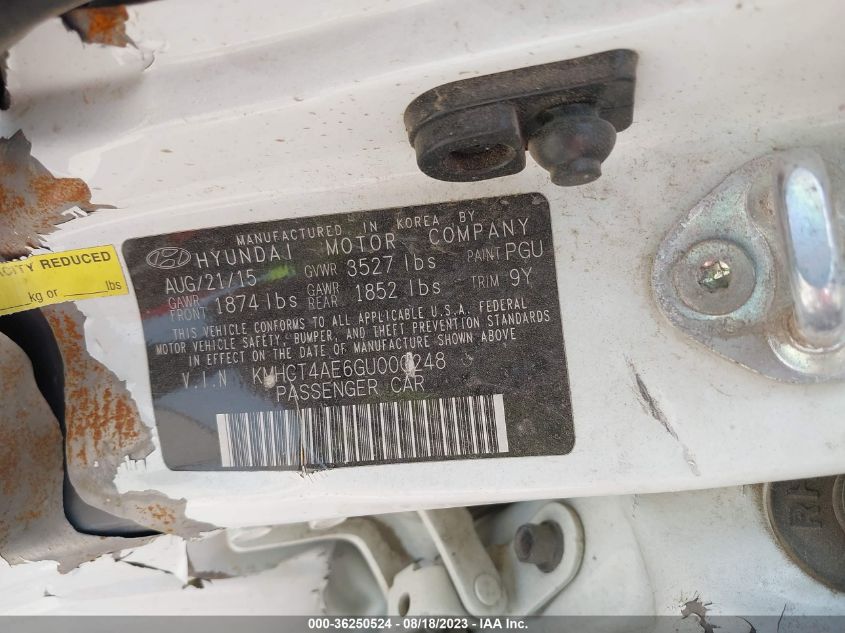 MANUFACTURED IN KOREA BY
HYUNDAI MOTOR COMPANY
AUG/21/15 GVWR 3527 lbs PAINT PGU
GAWR FRONT 1874 lbs GAWR REAR 1852 lbs TRIM 9Y
THIS VEHICLE CONFORMS TO ALL APPLICABLE U.S.A. FEDERAL
MOTOR VEHICLE SAFETY, BUMPER, AND THEFT PREVENTION STANDARDS
IN EFFECT ON THE DATE OF MANUFACTURE SHOWN ABOVE
V.I.N KMHCT4AE6GU000248
PASSENGER CAR
REDUCED
kg or ____ lbs
000-36250524 - 08/18/2023 - IAA Inc.